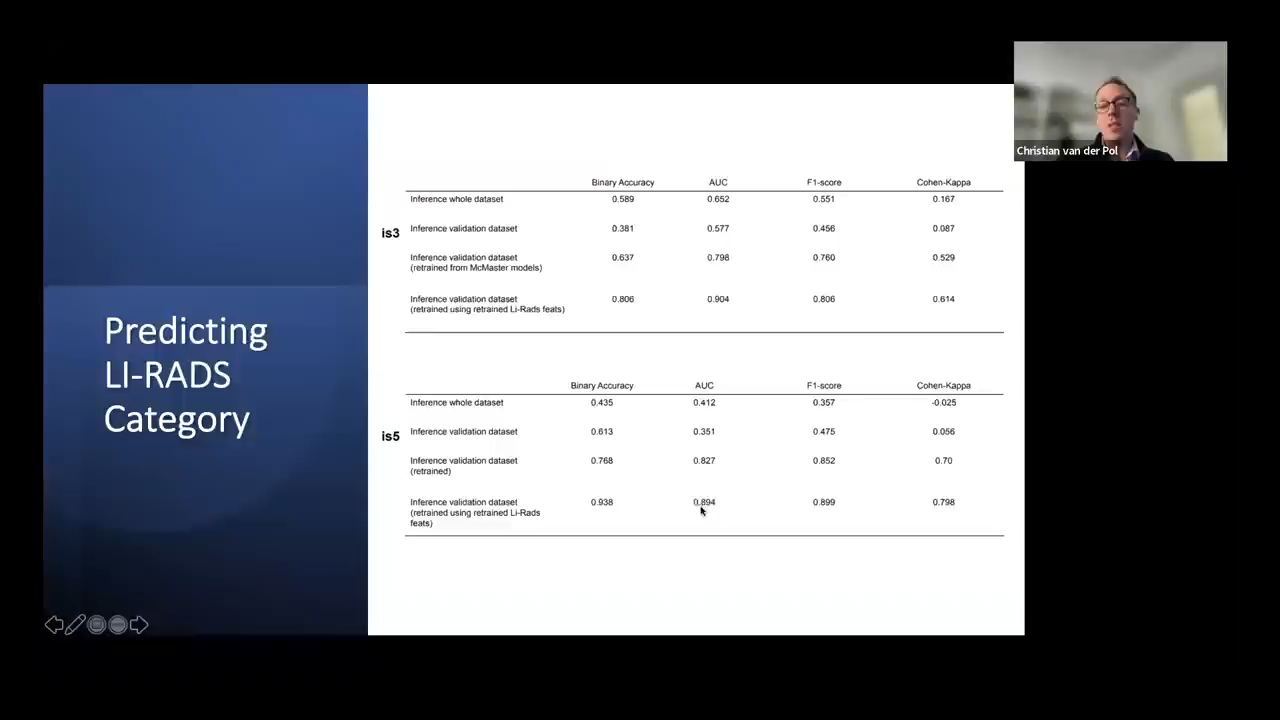 Christian van der Pol
Predicting
LI-RADS
Category
Binary Accuracy AUC F1-score Cohen-Kappa
is3
Inference whole dataset 0.589 0.652 0.551 0.167
Inference validation dataset 0.381 0.577 0.456 0.087
Inference validation dataset 0.637 0.798 0.760 0.529
(retrained from McMaster models)
Inference validation dataset 0.806 0.904 0.806 0.614
(retrained using retrained Li-Rads feats)
Binary Accuracy AUC F1-score Cohen-Kappa
is5
Inference whole dataset 0.435 0.412 0.357 -0.025
Inference validation dataset 0.613 0.351 0.475 0.056
Inference validation dataset 0.768 0.827 0.852 0.70
(retrained)
Inference validation dataset 0.938 0.894 0.899 0.798
(retrained using retrained Li-Rads
feats)